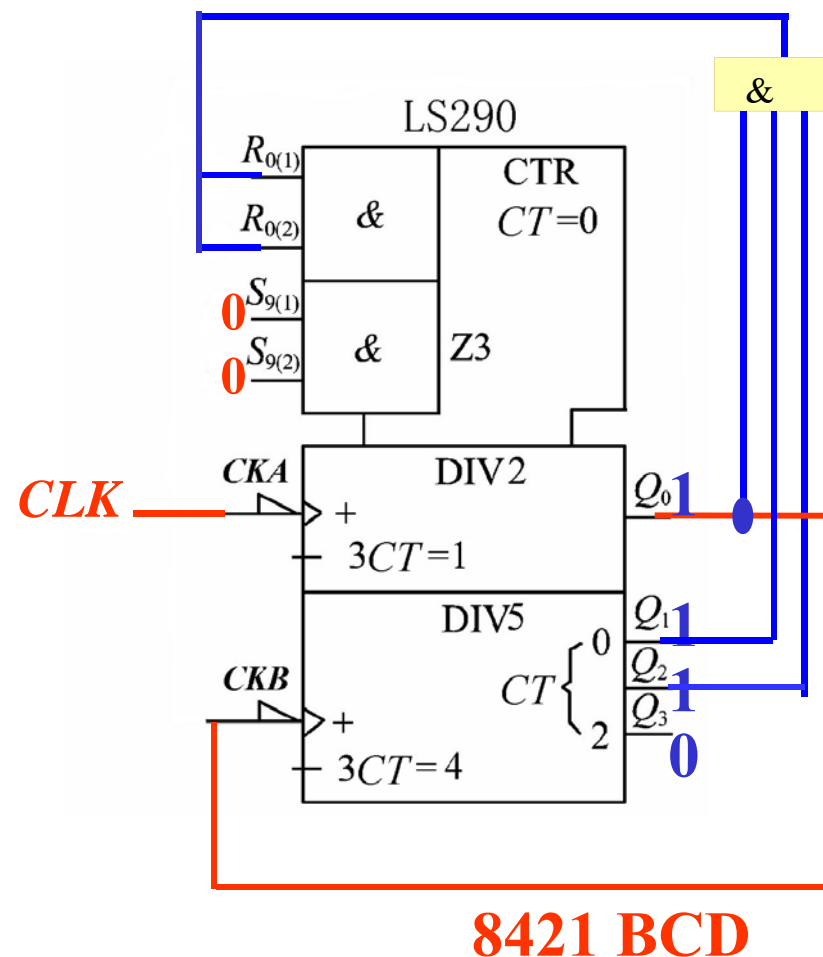 &
LS290
R0(1)
CTR
&
R0(2)
CT=0
0 S9(1)
& Z3
0 S9(2)
CKA
DIV2
CLK
+
Q0 1
3CT=1
DIV5
Q1 1
0
CKB
CT
Q2 1
+
Q3
2
0
3CT=4
8421 BCD